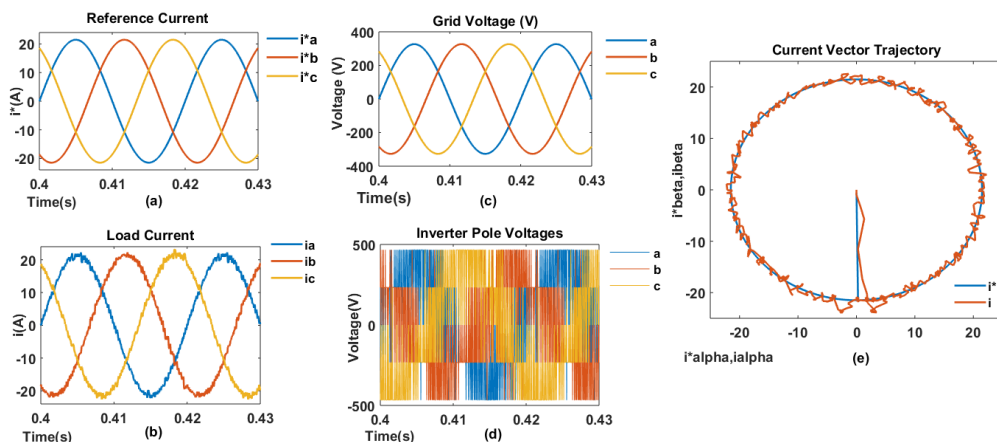 Reference Current
i*(A)
20
10
0
-10
-20
0.4
0.41
0.42
0.43
Time(s)
(a)
i*a
i*b
i*c
Load Current
i(A)
20
10
0
-10
-20
0.4
0.41
0.42
0.43
Time(s)
(b)
ia
ib
ic
Grid Voltage (V)
Voltage (V)
400
200
0
-200
-400
0.4
0.41
0.42
0.43
Time(s)
(c)
a
b
c
Inverter Pole Voltages
Voltage(V)
500
0
-500
0.4
0.41
0.42
0.43
Time(s)
(d)
a
b
c
Current Vector Trajectory
i*beta,ibeta
20
10
0
-10
-20
-20
-10
0
10
20
i*alpha,ialpha
(e)
i*
i